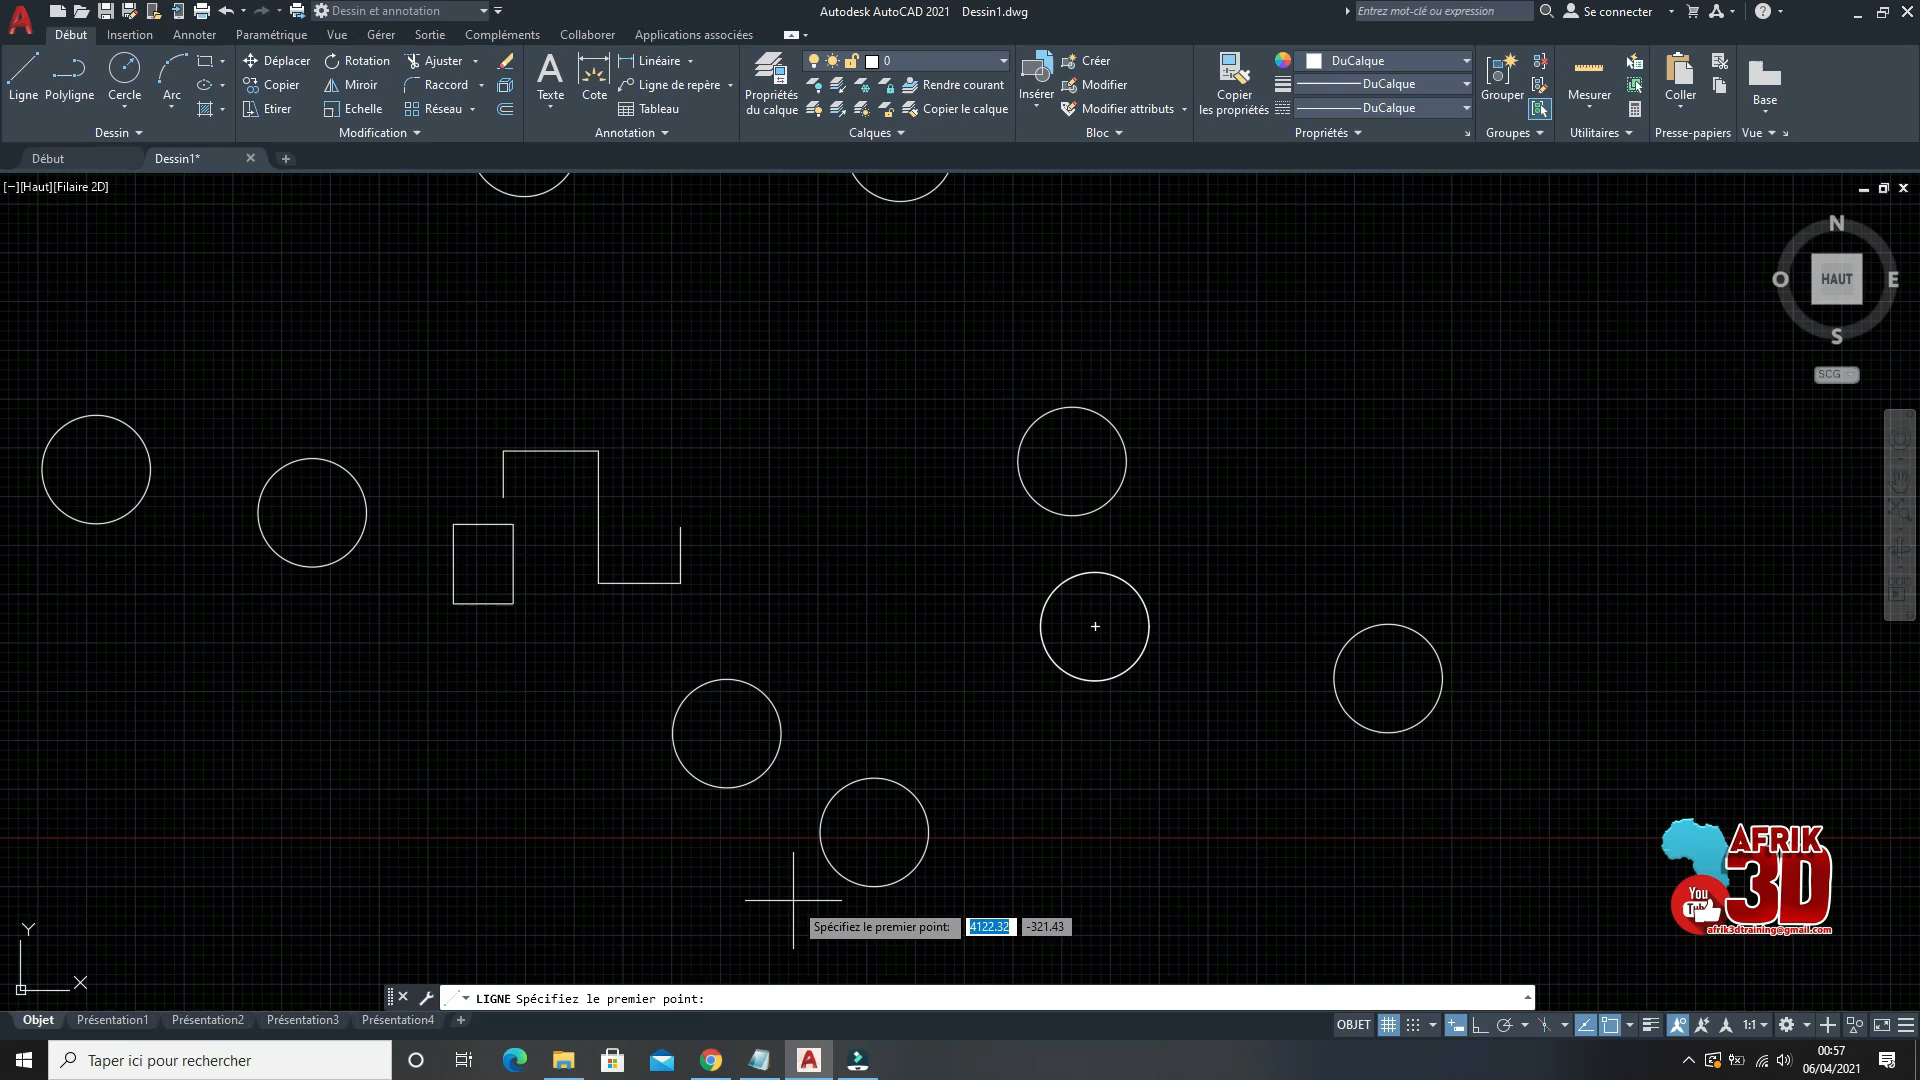 Dessin et annotation
Autodesk AutoCAD 2021 Dessin1.dwg
Entrez mot-clé ou expression
Se connecter
Début Insertion Annoter Paramétrique Vue Gérer Sortie Compléments Collaborer Applications associées
Ligne Polyligne Cercle Arc
Déplacer Rotation Ajuster
Copier Miroir Raccord
Etirer Echelle Réseau
Texte Cote
Linéaire
Ligne de repère
Tableau
Propriétés
du calque
0
Rendre courant
Copier le calque
Insérer
Créer
Modifier
Modifier attributs
Copier
les propriétés
DuCalque
DuCalque
DuCalque
Grouper
Mesurer
Coller
Base
Dessin Modification Annotation Calques Bloc Propriétés Groupes Utilitaires Presse-papiers Vue
Début Dessin1*
[−][Haut][Filaire 2D]
N
O HAUT E
S
SCG
AFRIK
3D
You
Tube
afrik3dtraining@gmail.com
Spécifiez le premier point: 4122.32 -321.43
Y
X
LIGNE Spécifiez le premier point:
Objet Présentation1 Présentation2 Présentation3 Présentation4 +
OBJET 1:1
Taper ici pour rechercher
00:57
06/04/2021